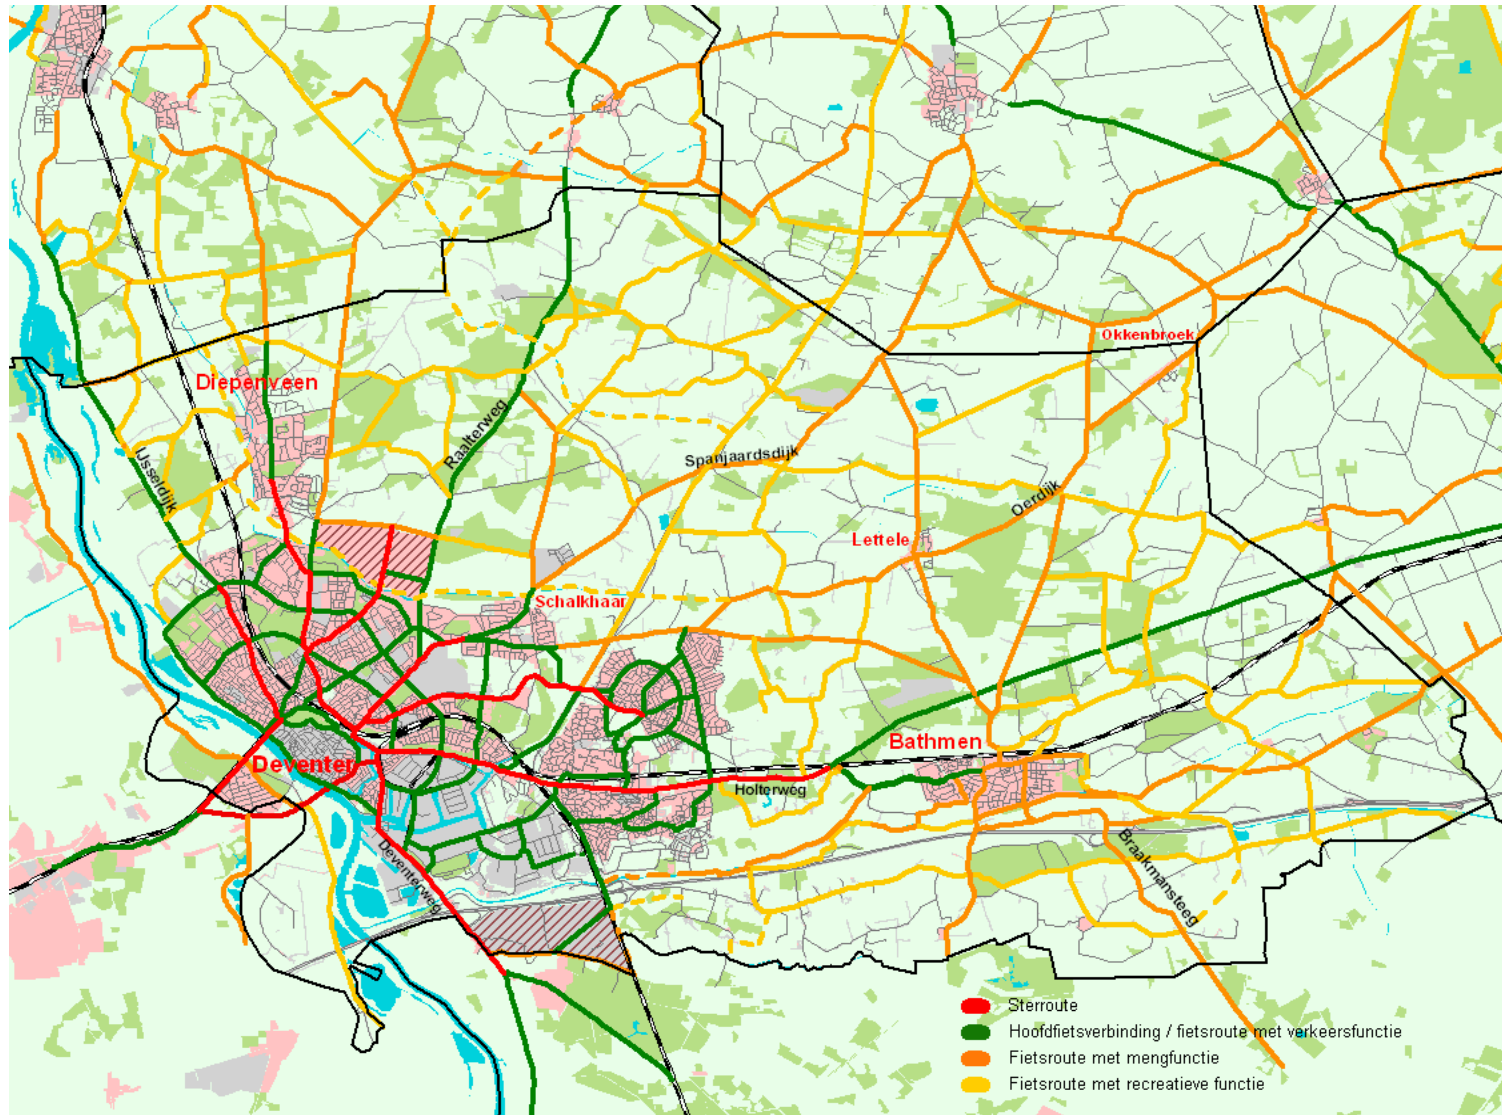 Okkenbroek
Diepenveen
Raalterweg
IJsseldijk
Spanjaardsdijk
Oerdijk
Lettele
Schalkhaar
Bathmen
Deventer
Holterweg
Deventerweg
Braakmansteeg
Sterroute
Hoofdfietsverbinding / fietsroute met verkeersfunctie
Fietsroute met mengfunctie
Fietsroute met recreatieve functie